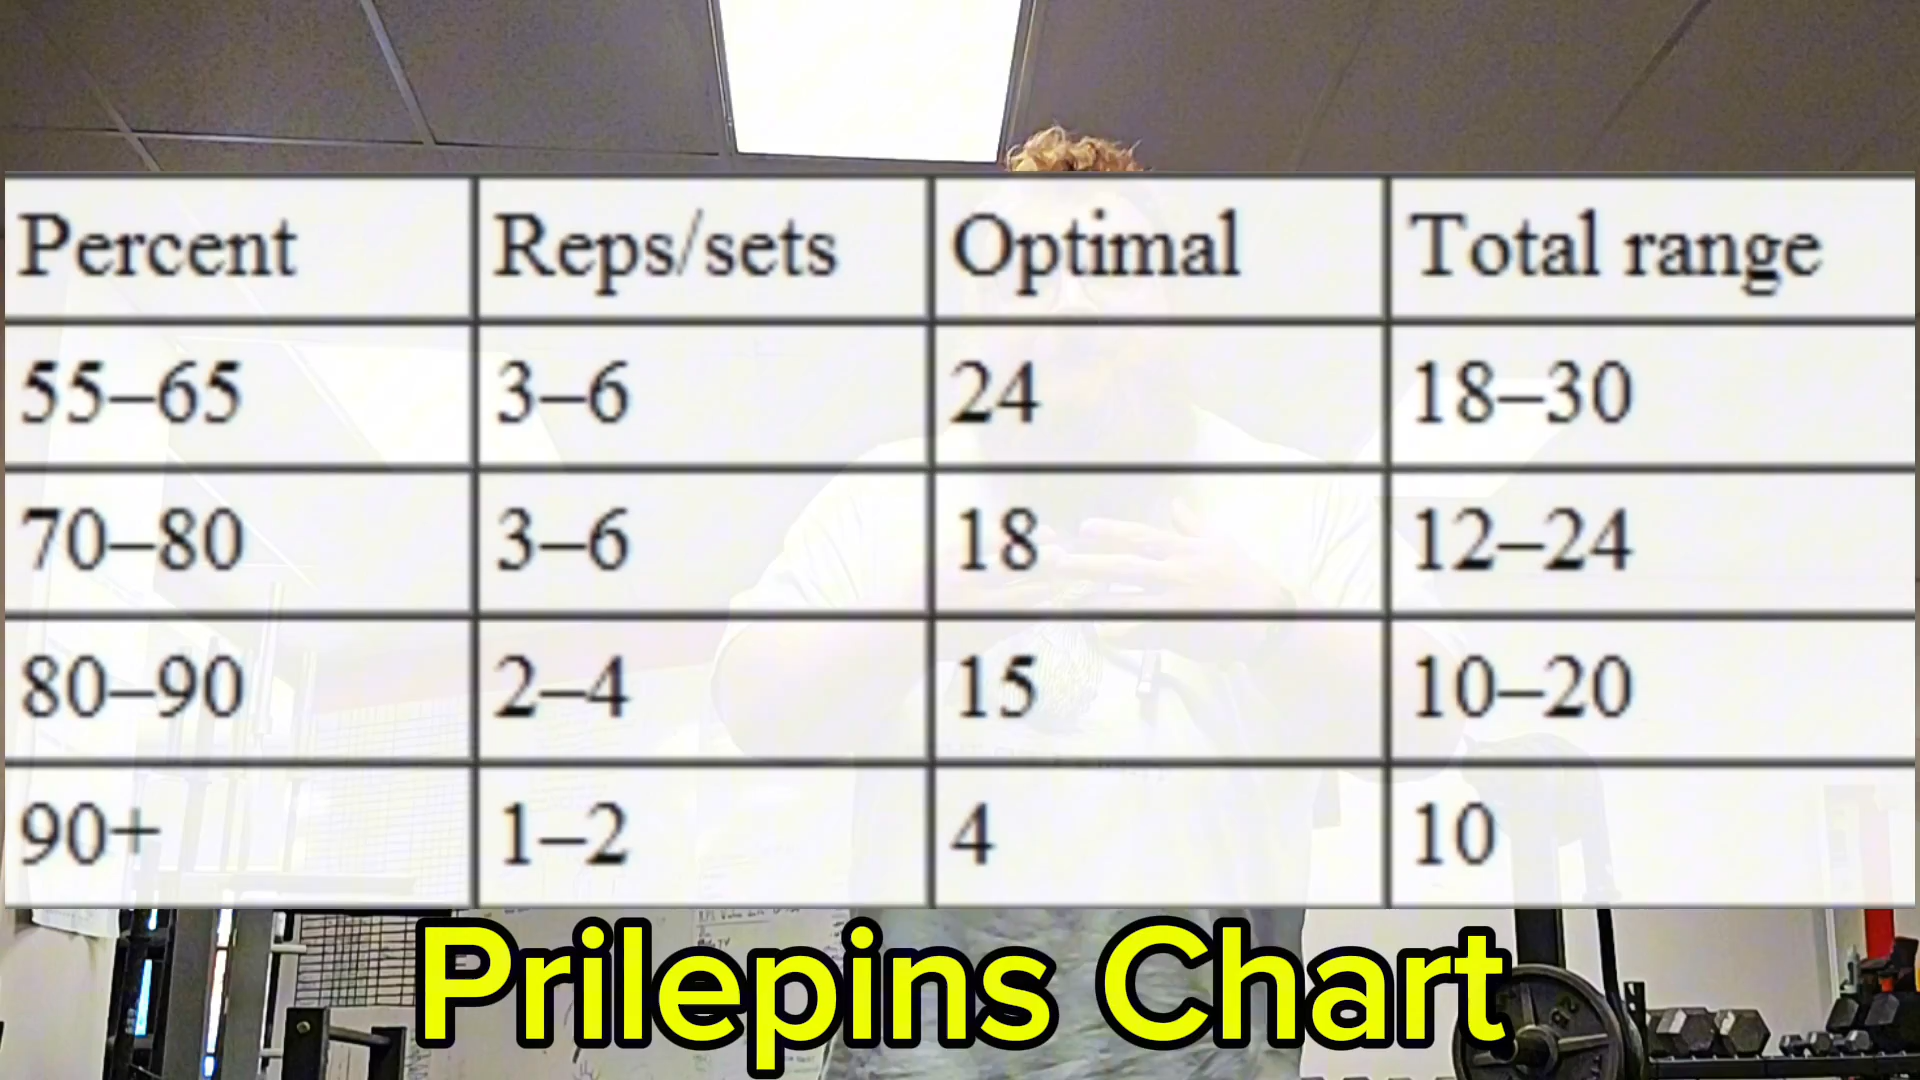 Percent Reps/sets Optimal Total range
55–65 3–6 24 18–30
70–80 3–6 18 12–24
80–90 2–4 15 10–20
90+ 1–2 4 10
Prilepins Chart